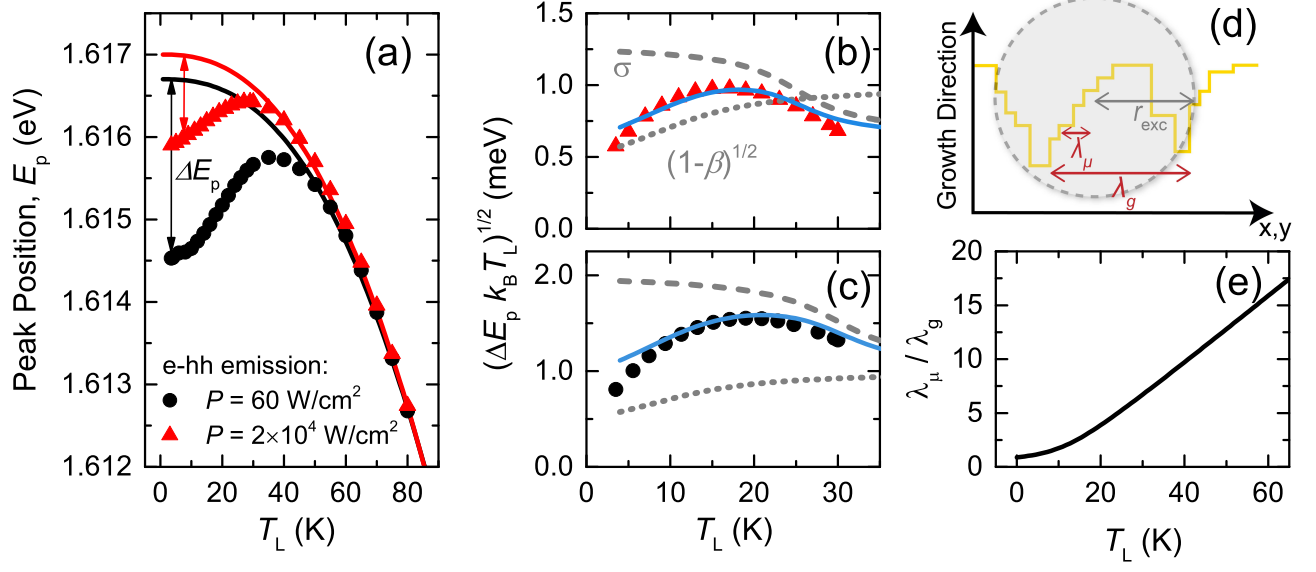 (a)
Peak Position, E_p (eV)
1.617
1.616
1.615
1.614
1.613
1.612
ΔE_p
e-hh emission:
P = 60 W/cm²
P = 2×10⁴ W/cm²
0 20 40 60 80
T_L (K)
(b)
(ΔE_p k_B T_L)^1/2 (meV)
1.5
1.0
0.5
0.0
σ
(1-β)^1/2
(c)
2.0
1.0
0.0
0 10 20 30
T_L (K)
(d)
Growth Direction
r_exc
λ_μ
λ_g
x,y
(e)
λ_μ / λ_g
20
15
10
5
0
0 20 40 60
T_L (K)